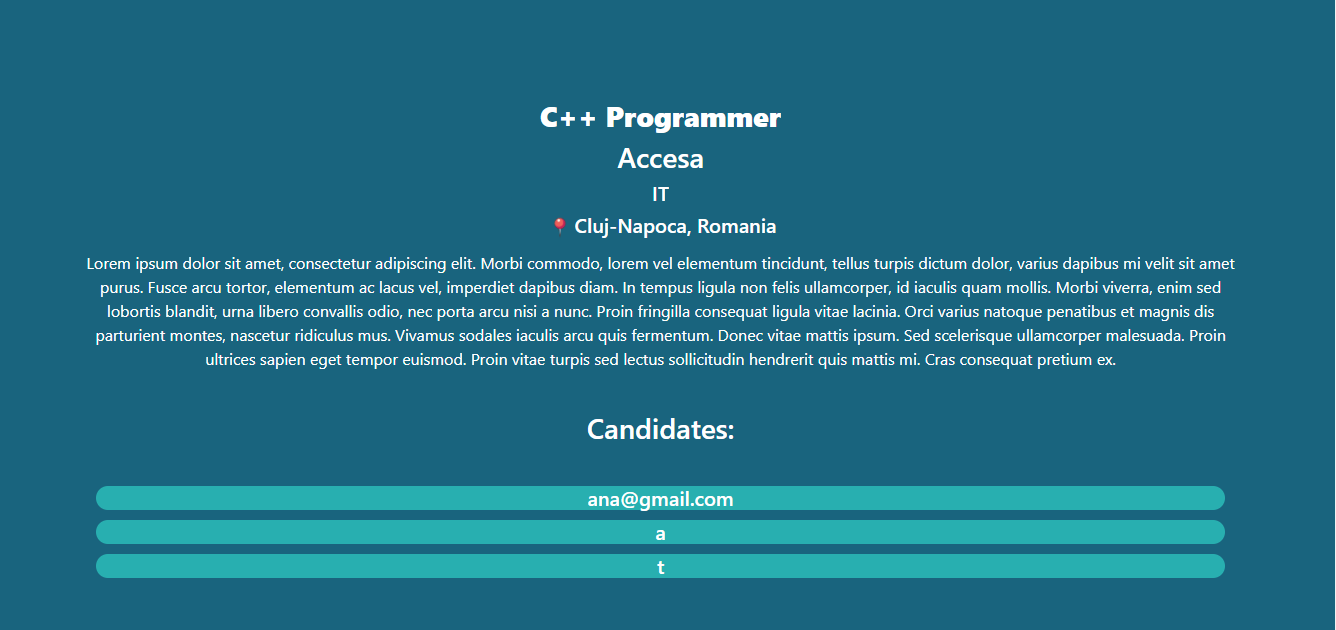 C++ Programmer
Accesa
IT
📍 Cluj-Napoca, Romania
Lorem ipsum dolor sit amet, consectetur adipiscing elit. Morbi commodo, lorem vel elementum tincidunt, tellus turpis dictum dolor, varius dapibus mi velit sit amet
purus. Fusce arcu tortor, elementum ac lacus vel, imperdiet dapibus diam. In tempus ligula non felis ullamcorper, id iaculis quam mollis. Morbi viverra, enim sed
lobortis blandit, urna libero convallis odio, nec porta arcu nisi a nunc. Proin fringilla consequat ligula vitae lacinia. Orci varius natoque penatibus et magnis dis
parturient montes, nascetur ridiculus mus. Vivamus sodales iaculis arcu quis fermentum. Donec vitae mattis ipsum. Sed scelerisque ullamcorper malesuada. Proin
ultrices sapien eget tempor euismod. Proin vitae turpis sed lectus sollicitudin hendrerit quis mattis mi. Cras consequat pretium ex.
Candidates:
ana@gmail.com
a
t